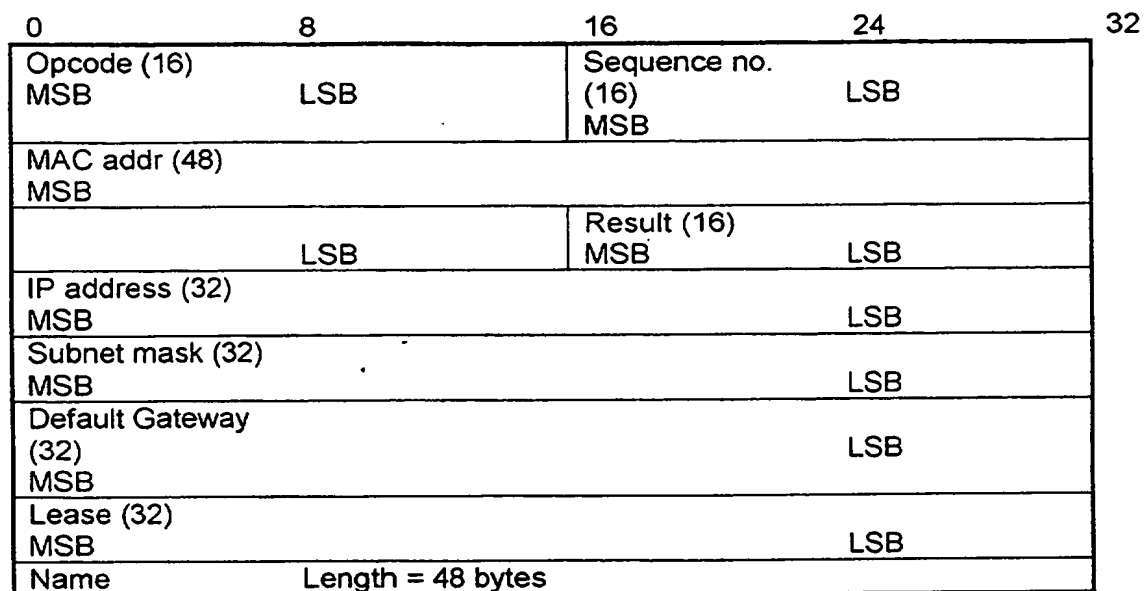 0 8 16 24 32
Opcode (16) Sequence no.
MSB LSB (16) LSB
MSB
MAC addr (48)
MSB
Result (16)
LSB MSB LSB
IP address (32)
MSB LSB
Subnet mask (32)
MSB LSB
Default Gateway
(32) LSB
MSB
Lease (32)
MSB LSB
Name Length = 48 bytes